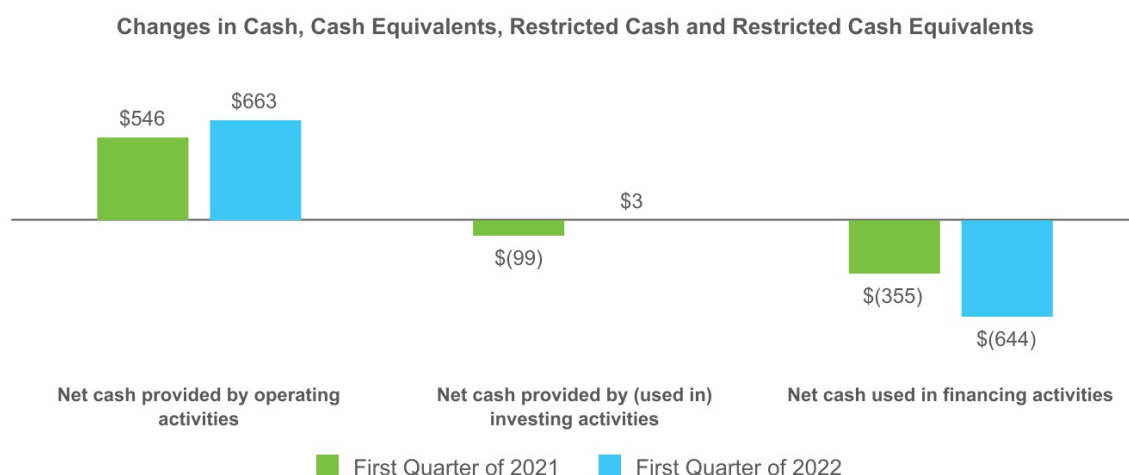 Changes in Cash, Cash Equivalents, Restricted Cash and Restricted Cash Equivalents
$546
$663
$(99)
$3
$(355)
$(644)
Net cash provided by operating
activities
Net cash provided by (used in)
investing activities
Net cash used in financing activities
First Quarter of 2021
First Quarter of 2022